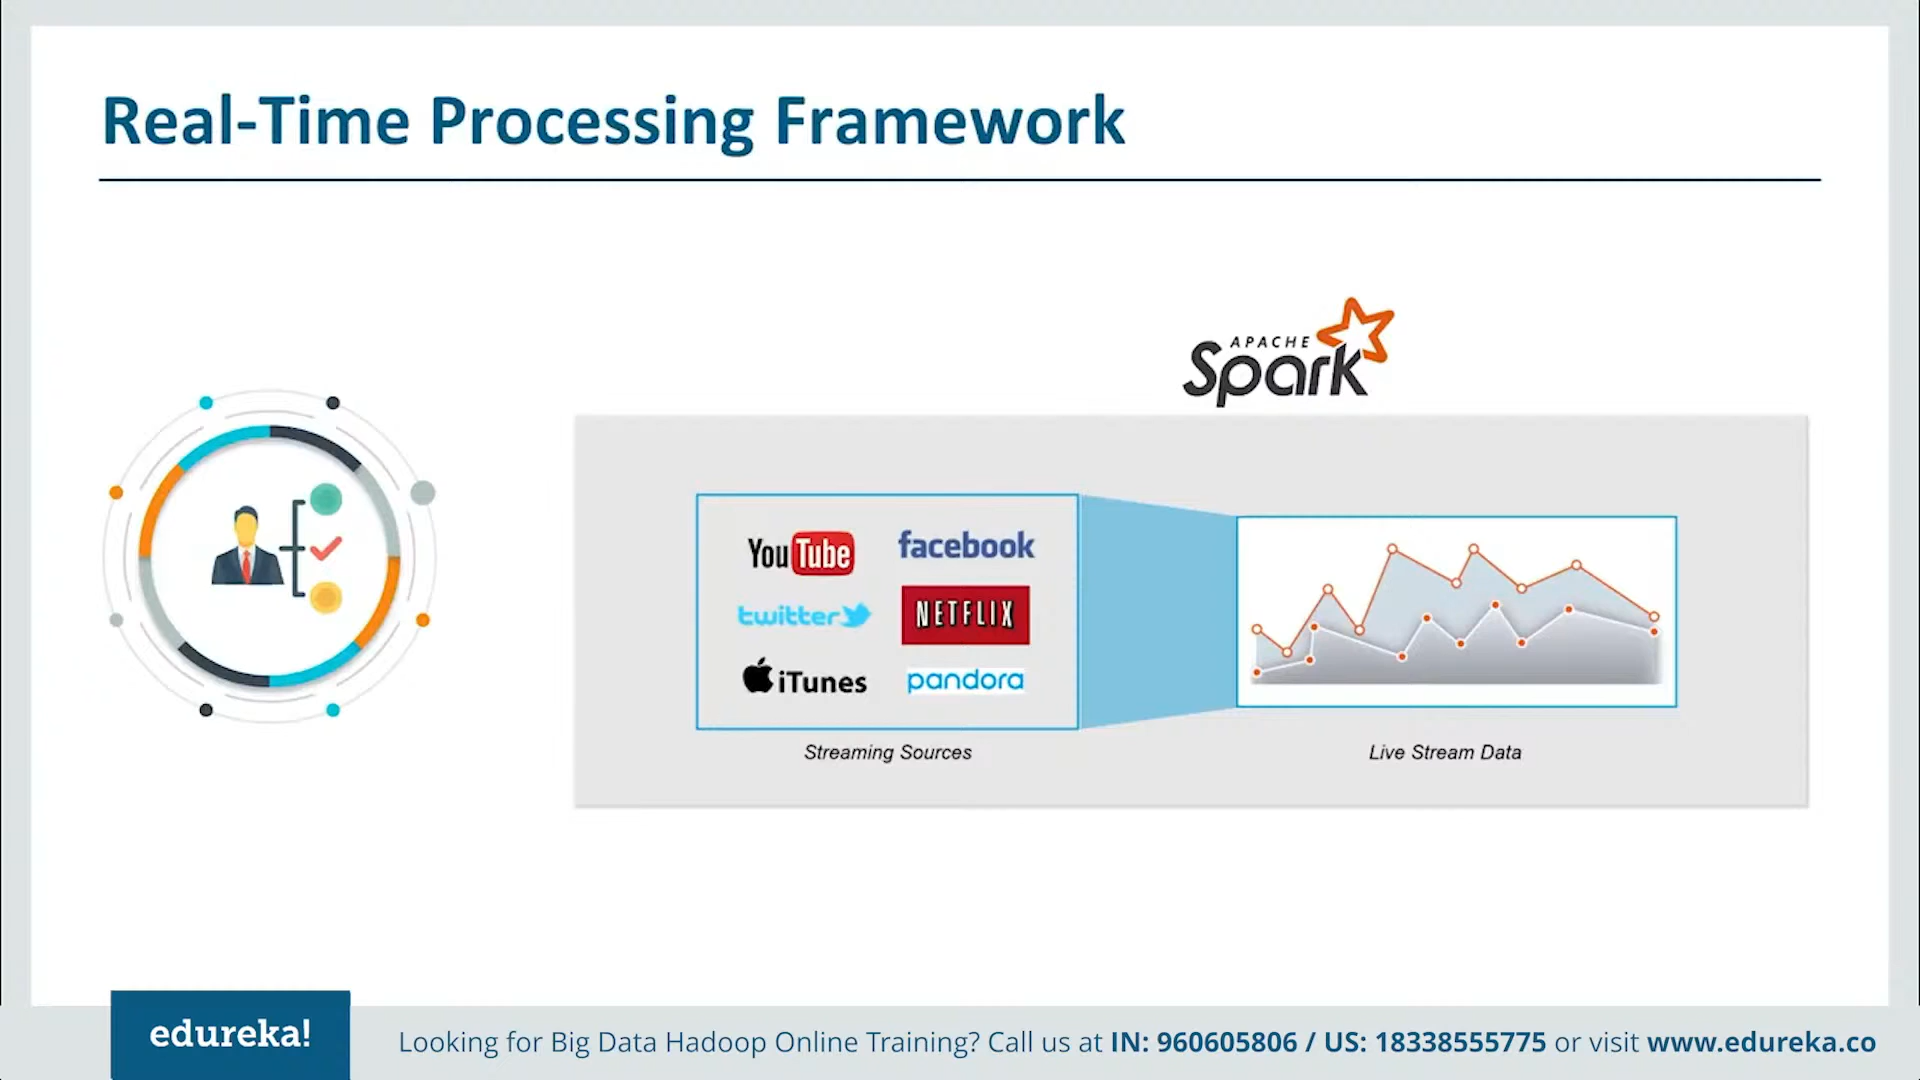 Real-Time Processing Framework
APACHE
Spark
YouTube facebook
twitter NETFLIX
iTunes pandora
Streaming Sources
Live Stream Data
edureka!
Looking for Big Data Hadoop Online Training? Call us at IN: 960605806 / US: 18338555775 or visit www.edureka.co